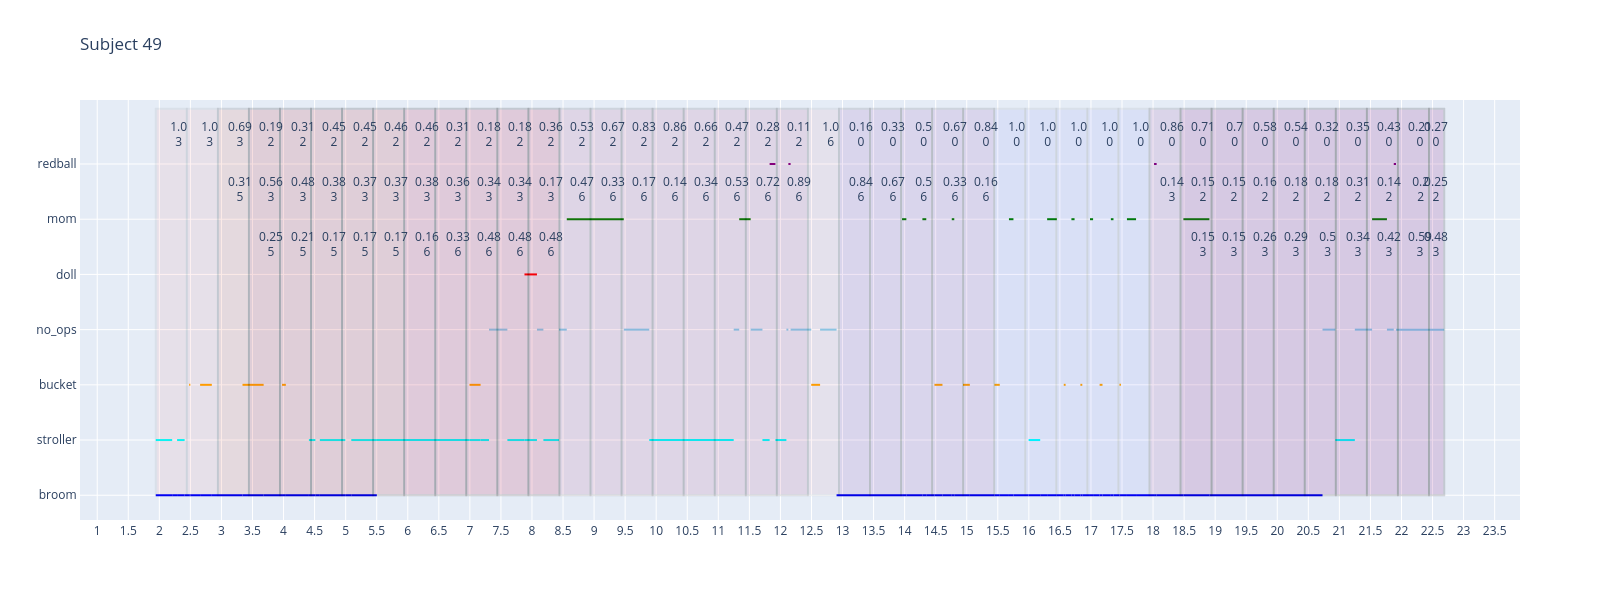 Subject 49
1.0 1.0 0.69 0.19 0.31 0.45 0.45 0.46 0.46 0.31 0.18 0.18 0.36 0.53 0.67 0.83 0.86 0.66 0.47 0.28 0.11 1.0 0.16 0.33 0.5 0.67 0.84 1.0 1.0 1.0 1.0 1.0 0.86 0.71 0.7 0.58 0.54 0.32 0.35 0.43 0.27
3 3 3 2 2 2 2 2 2 2 2 2 2 2 2 2 2 2 2 2 2 6 0 0 0 0 0 0 0 0 0 0 0 0 0 0 0 0 0 0 0 0
redball
0.31 0.56 0.48 0.38 0.37 0.37 0.38 0.36 0.34 0.34 0.17 0.47 0.33 0.17 0.14 0.34 0.53 0.72 0.89 0.84 0.67 0.5 0.33 0.16 0.14 0.15 0.15 0.16 0.18 0.18 0.31 0.14 0.25
5 3 3 3 3 3 3 3 3 3 3 6 6 6 6 6 6 6 6 6 6 6 6 6 3 2 2 2 2 2 2 2 2 2
mom
0.25 0.21 0.17 0.17 0.17 0.16 0.33 0.48 0.48 0.48 0.15 0.15 0.26 0.29 0.5 0.34 0.42 0.48
5 5 5 5 5 6 6 6 6 6 3 3 3 3 3 3 3 3 3
doll
no_ops
bucket
stroller
broom
1 1.5 2 2.5 3 3.5 4 4.5 5 5.5 6 6.5 7 7.5 8 8.5 9 9.5 10 10.5 11 11.5 12 12.5 13 13.5 14 14.5 15 15.5 16 16.5 17 17.5 18 18.5 19 19.5 20 20.5 21 21.5 22 22.5 23 23.5